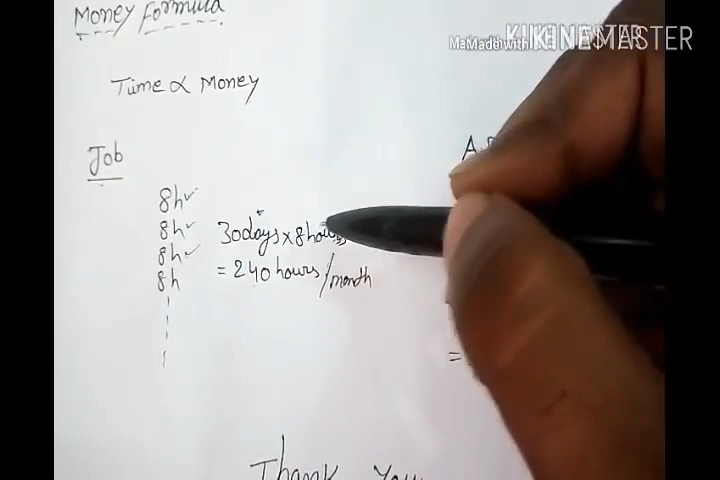 Money Formula
Time ∝ Money
Job
8h✓
8h✓
30days×8hours
8h✓
= 240 hours/month
8h
=
Thank You
Made with KINEMASTER